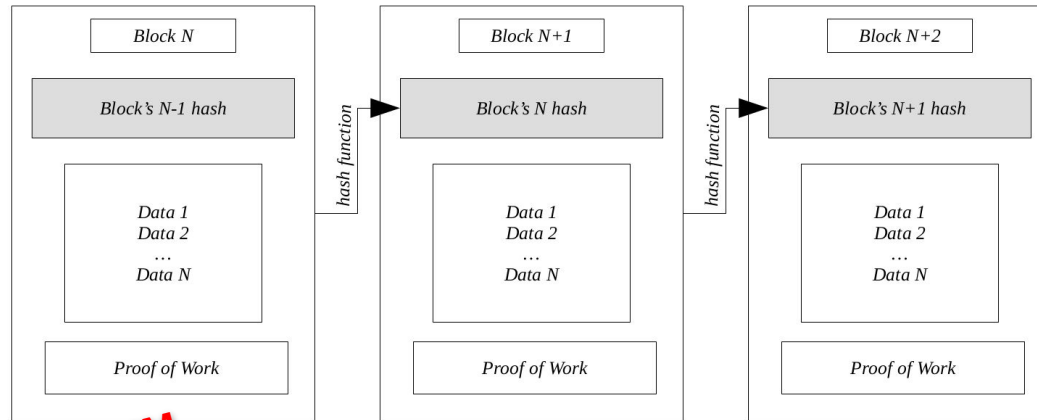 Block N
Block's N-1 hash
Data 1
Data 2
...
Data N
Proof of Work
hash function
Block N+1
Block's N hash
Data 1
Data 2
...
Data N
Proof of Work
hash function
Block N+2
Block's N+1 hash
Data 1
Data 2
...
Data N
Proof of Work